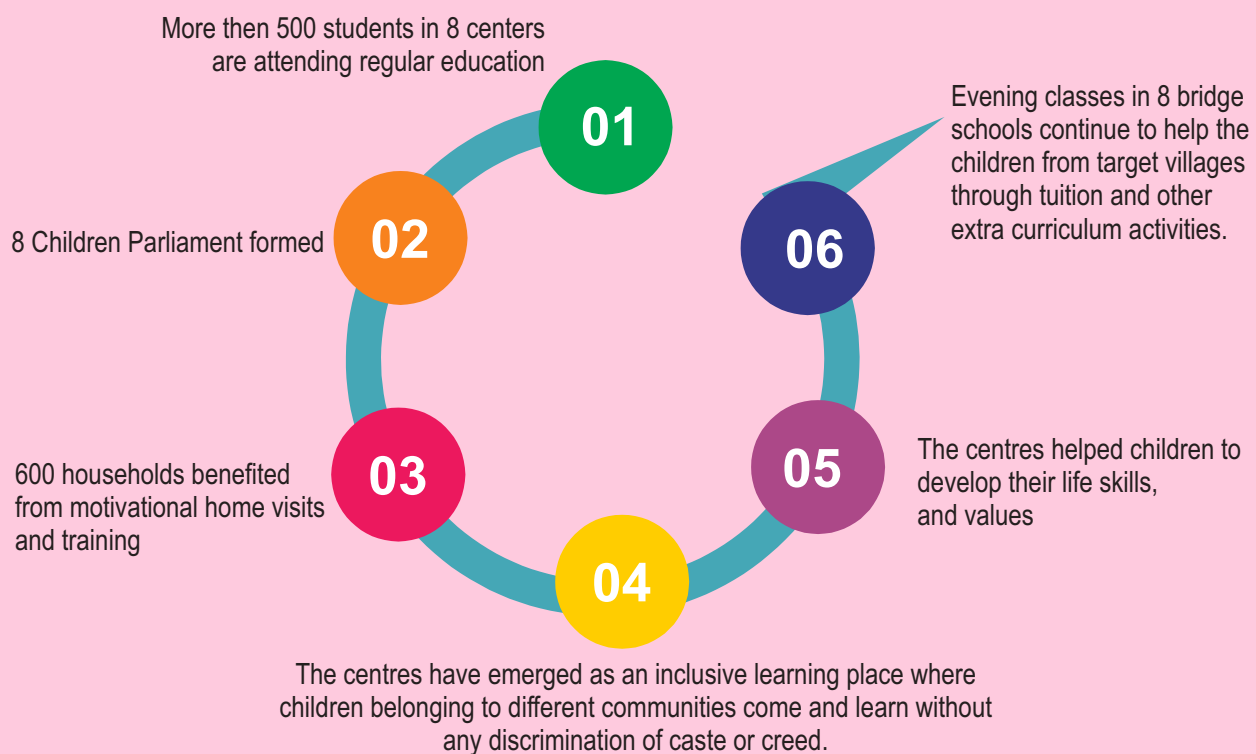 More then 500 students in 8 centers
are attending regular education
01
02
8 Children Parliament formed
03
600 households benefited
from motivational home visits
and training
04
The centres have emerged as an inclusive learning place where
children belonging to different communities come and learn without
any discrimination of caste or creed.
05
The centres helped children to
develop their life skills,
and values
06
Evening classes in 8 bridge
schools continue to help the
children from target villages
through tuition and other
extra curriculum activities.